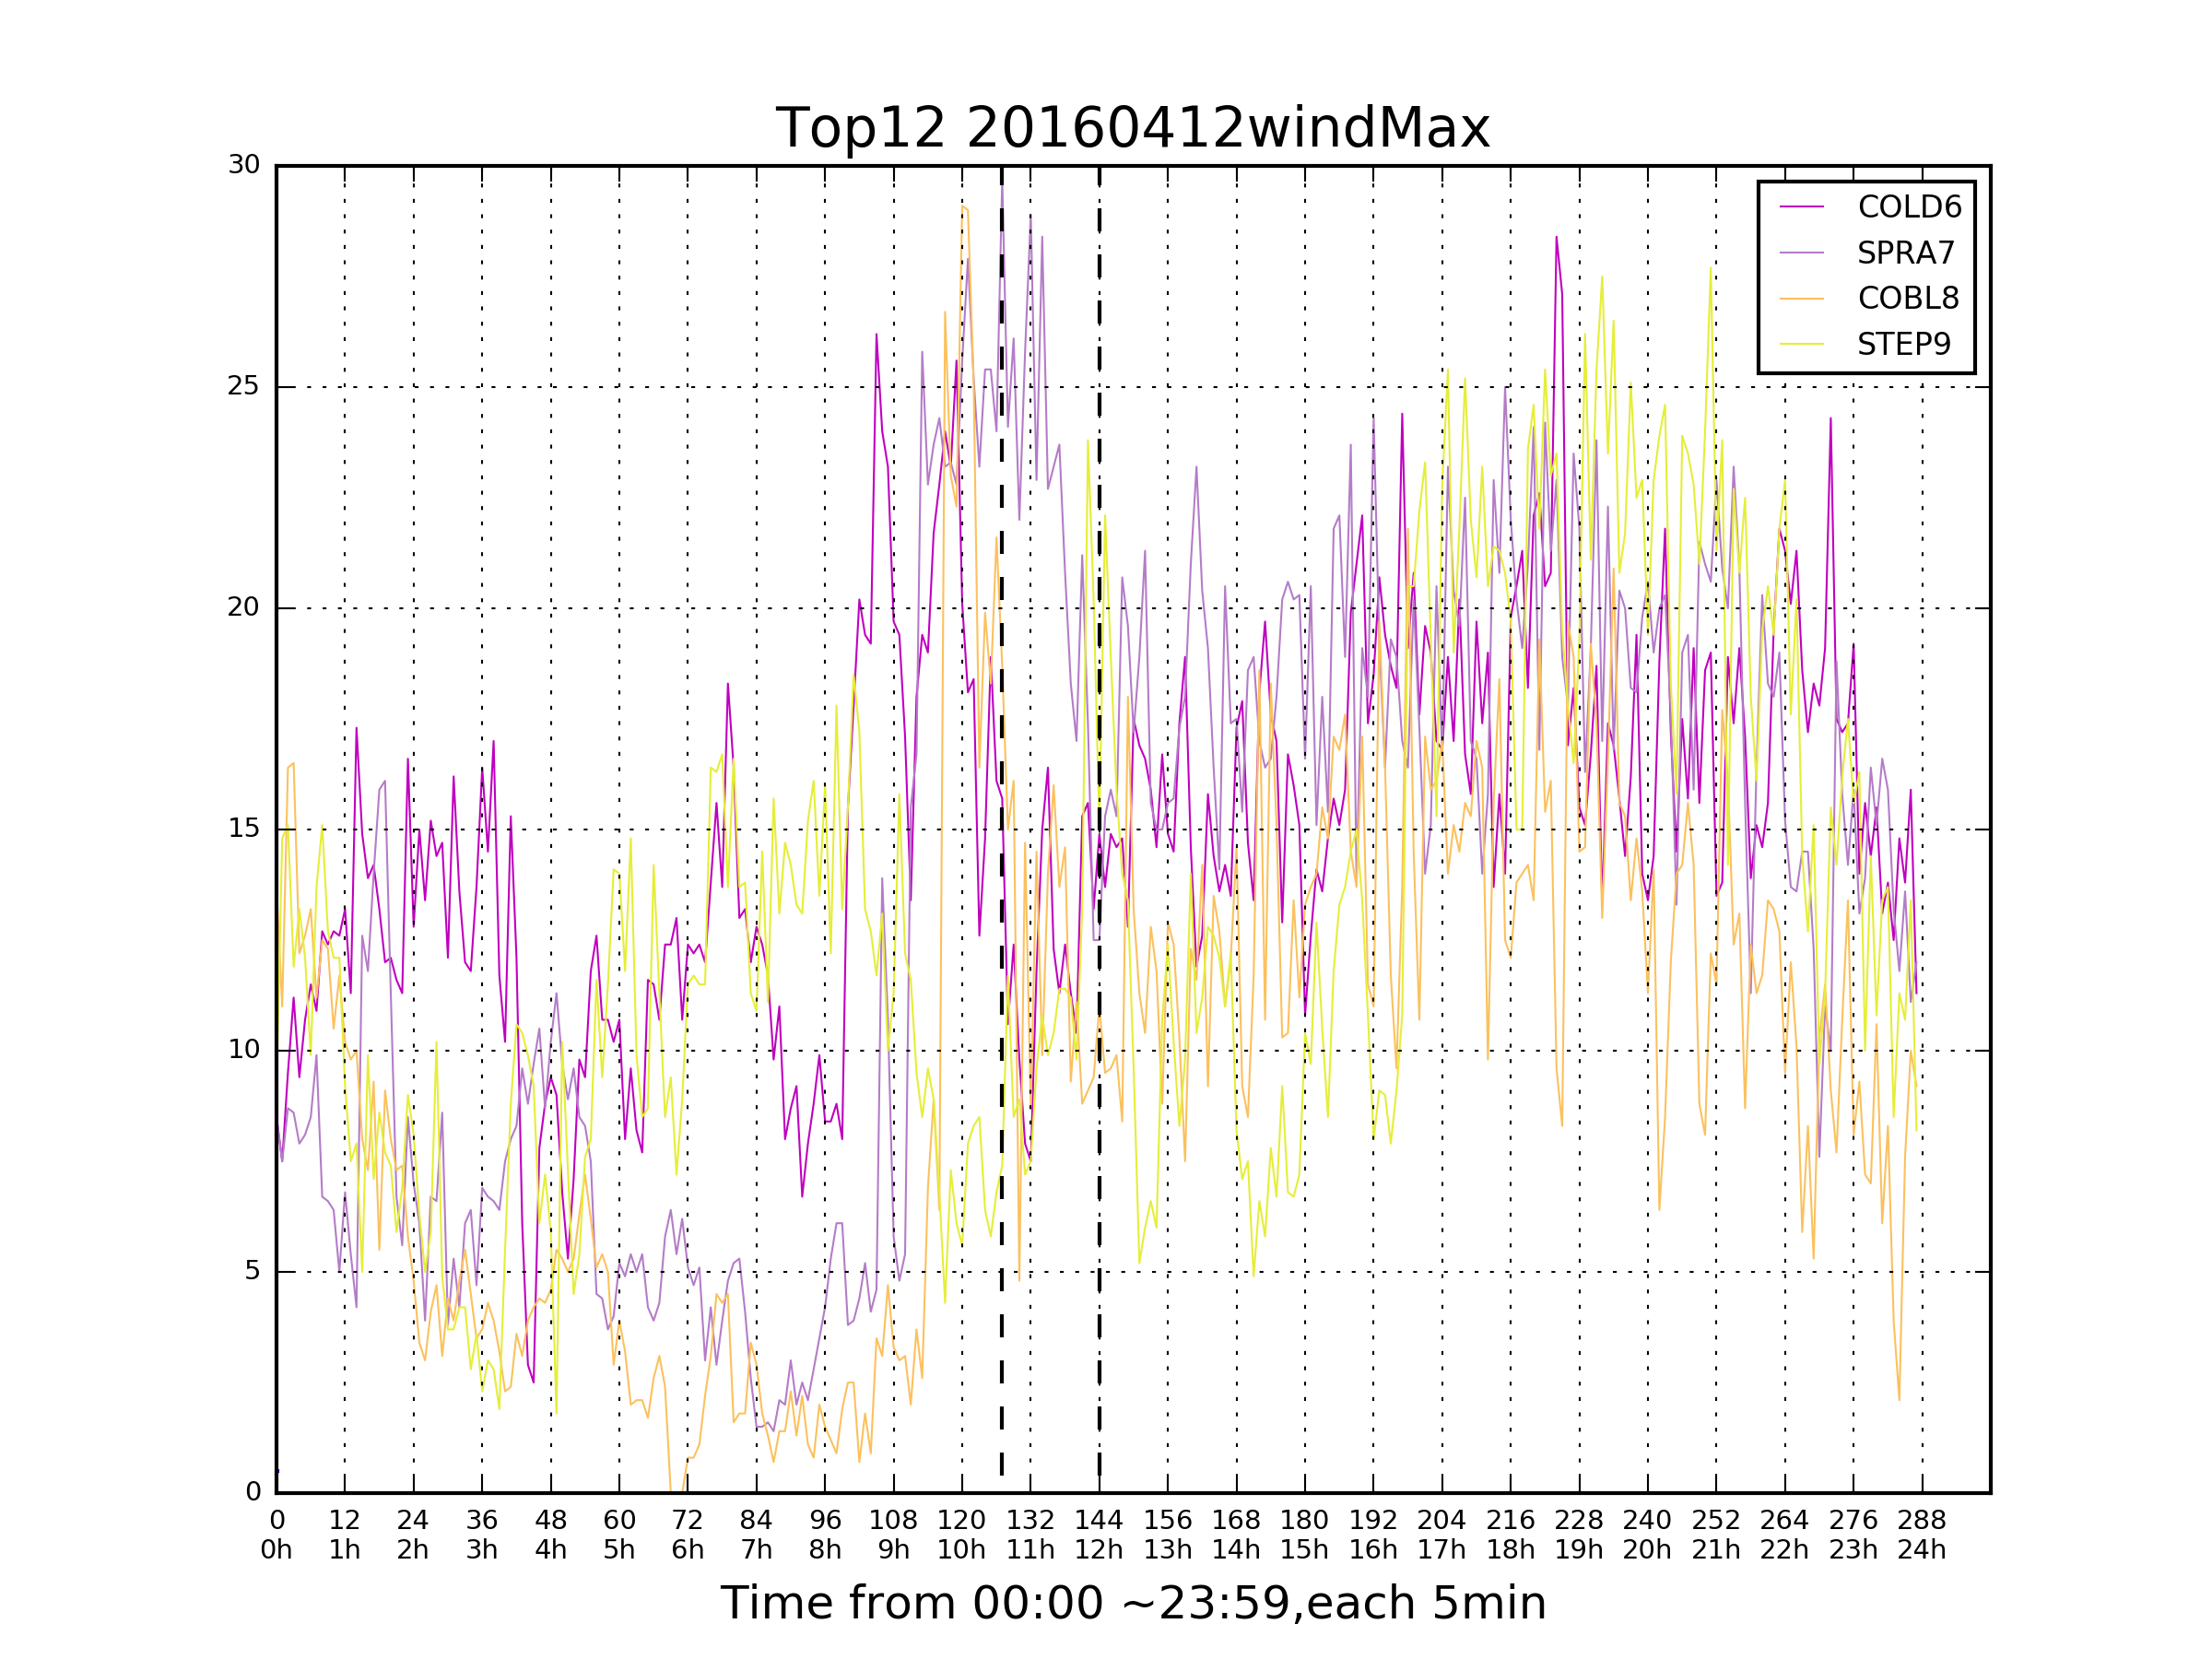 Top12 20160412windMax
30
25
20
15
10
5
0
COLD6
SPRA7
COBL8
STEP9
0 12 24 36 48 60 72 84 96 108 120 132 144 156 168 180 192 204 216 228 240 252 264 276 288
0h 1h 2h 3h 4h 5h 6h 7h 8h 9h 10h 11h 12h 13h 14h 15h 16h 17h 18h 19h 20h 21h 22h 23h 24h
Time from 00:00 ~23:59,each 5min